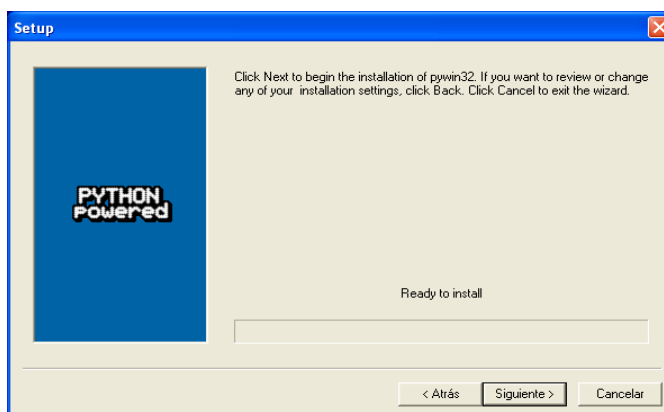 Setup
Click Next to begin the installation of pywin32. If you want to review or change
any of your installation settings, click Back. Click Cancel to exit the wizard.
PYTHON
powered
Ready to install
< Atrás
Siguiente >
Cancelar